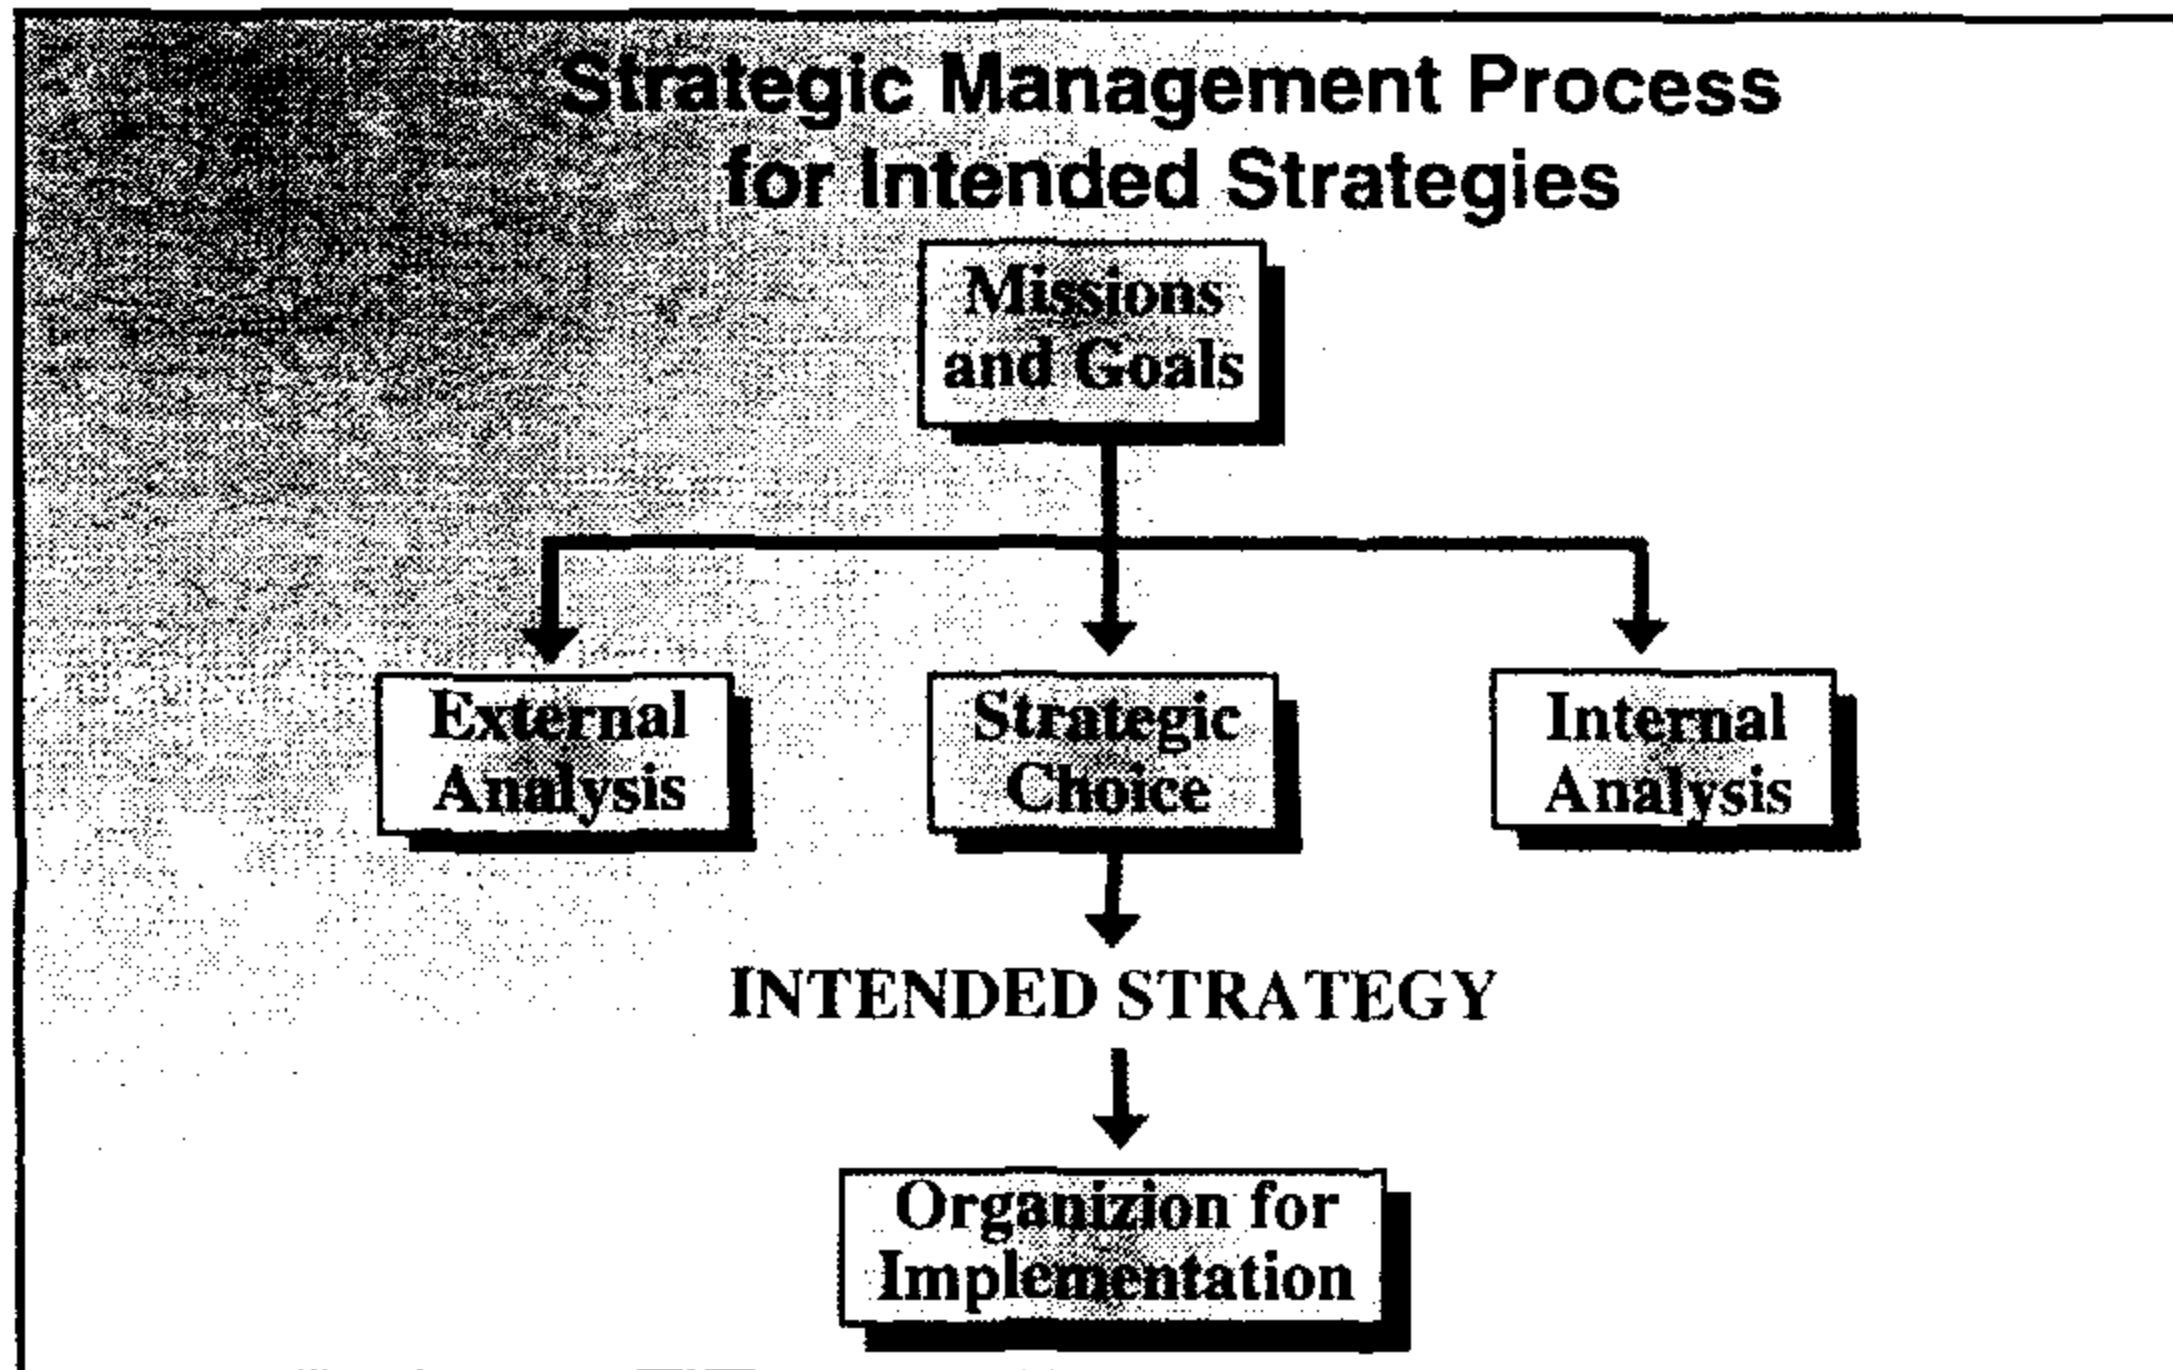 Strategic Management Process
for Intended Strategies
Missions
and Goals
External
Analysis
Strategic
Choice
Internal
Analysis
INTENDED STRATEGY
Organizion for
Implementation